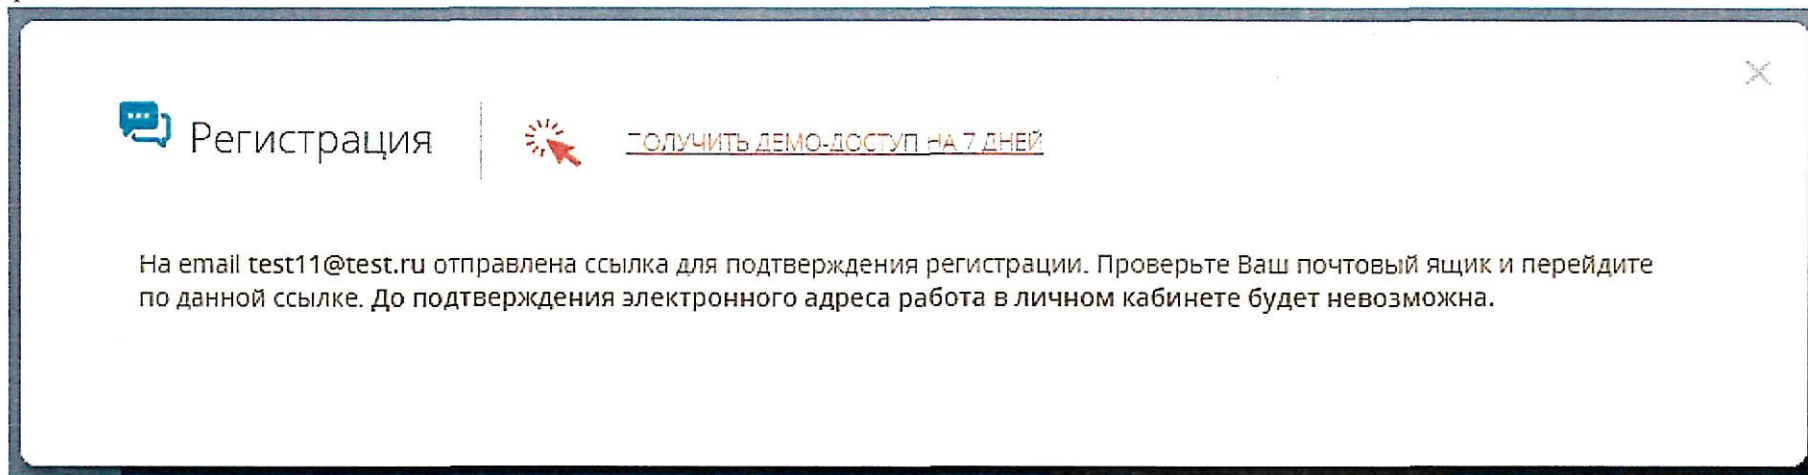 Регистрация
ПОЛУЧИТЬ ДЕМО-ДОСТУП НА 7 ДНЕЙ
На email test11@test.ru отправлена ссылка для подтверждения регистрации. Проверьте Ваш почтовый ящик и перейдите
по данной ссылке. До подтверждения электронного адреса работа в личном кабинете будет невозможна.